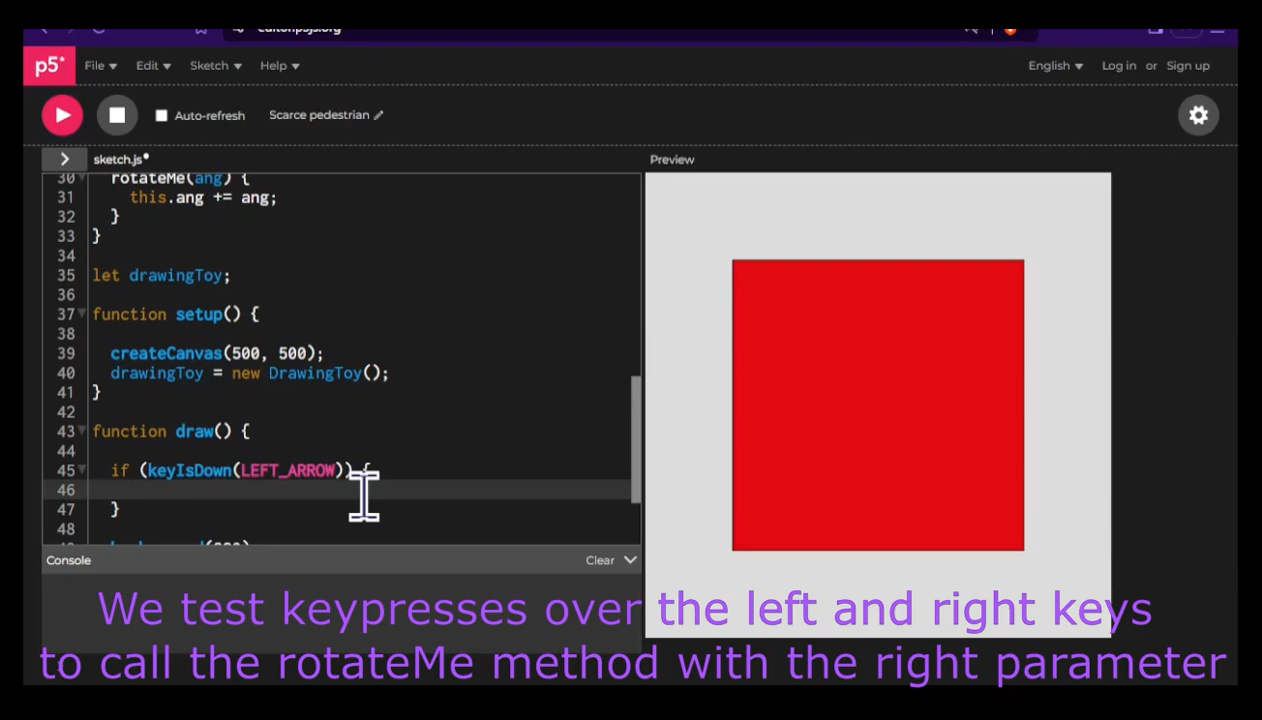 editor.p5js.org
p5* File Edit Sketch Help English Log in or Sign up
Auto-refresh Scarce pedestrian
sketch.js Preview
30 rotateMe(ang) {
31 this.ang += ang;
32 }
33 }
34
35 let drawingToy;
36
37 function setup() {
38
39 createCanvas(500, 500);
40 drawingToy = new DrawingToy();
41 }
42
43 function draw() {
44
45 if (keyIsDown(LEFT_ARROW)) {
46
47 }
48
Console Clear
We test keypresses over the left and right keys
to call the rotateMe method with the right parameter